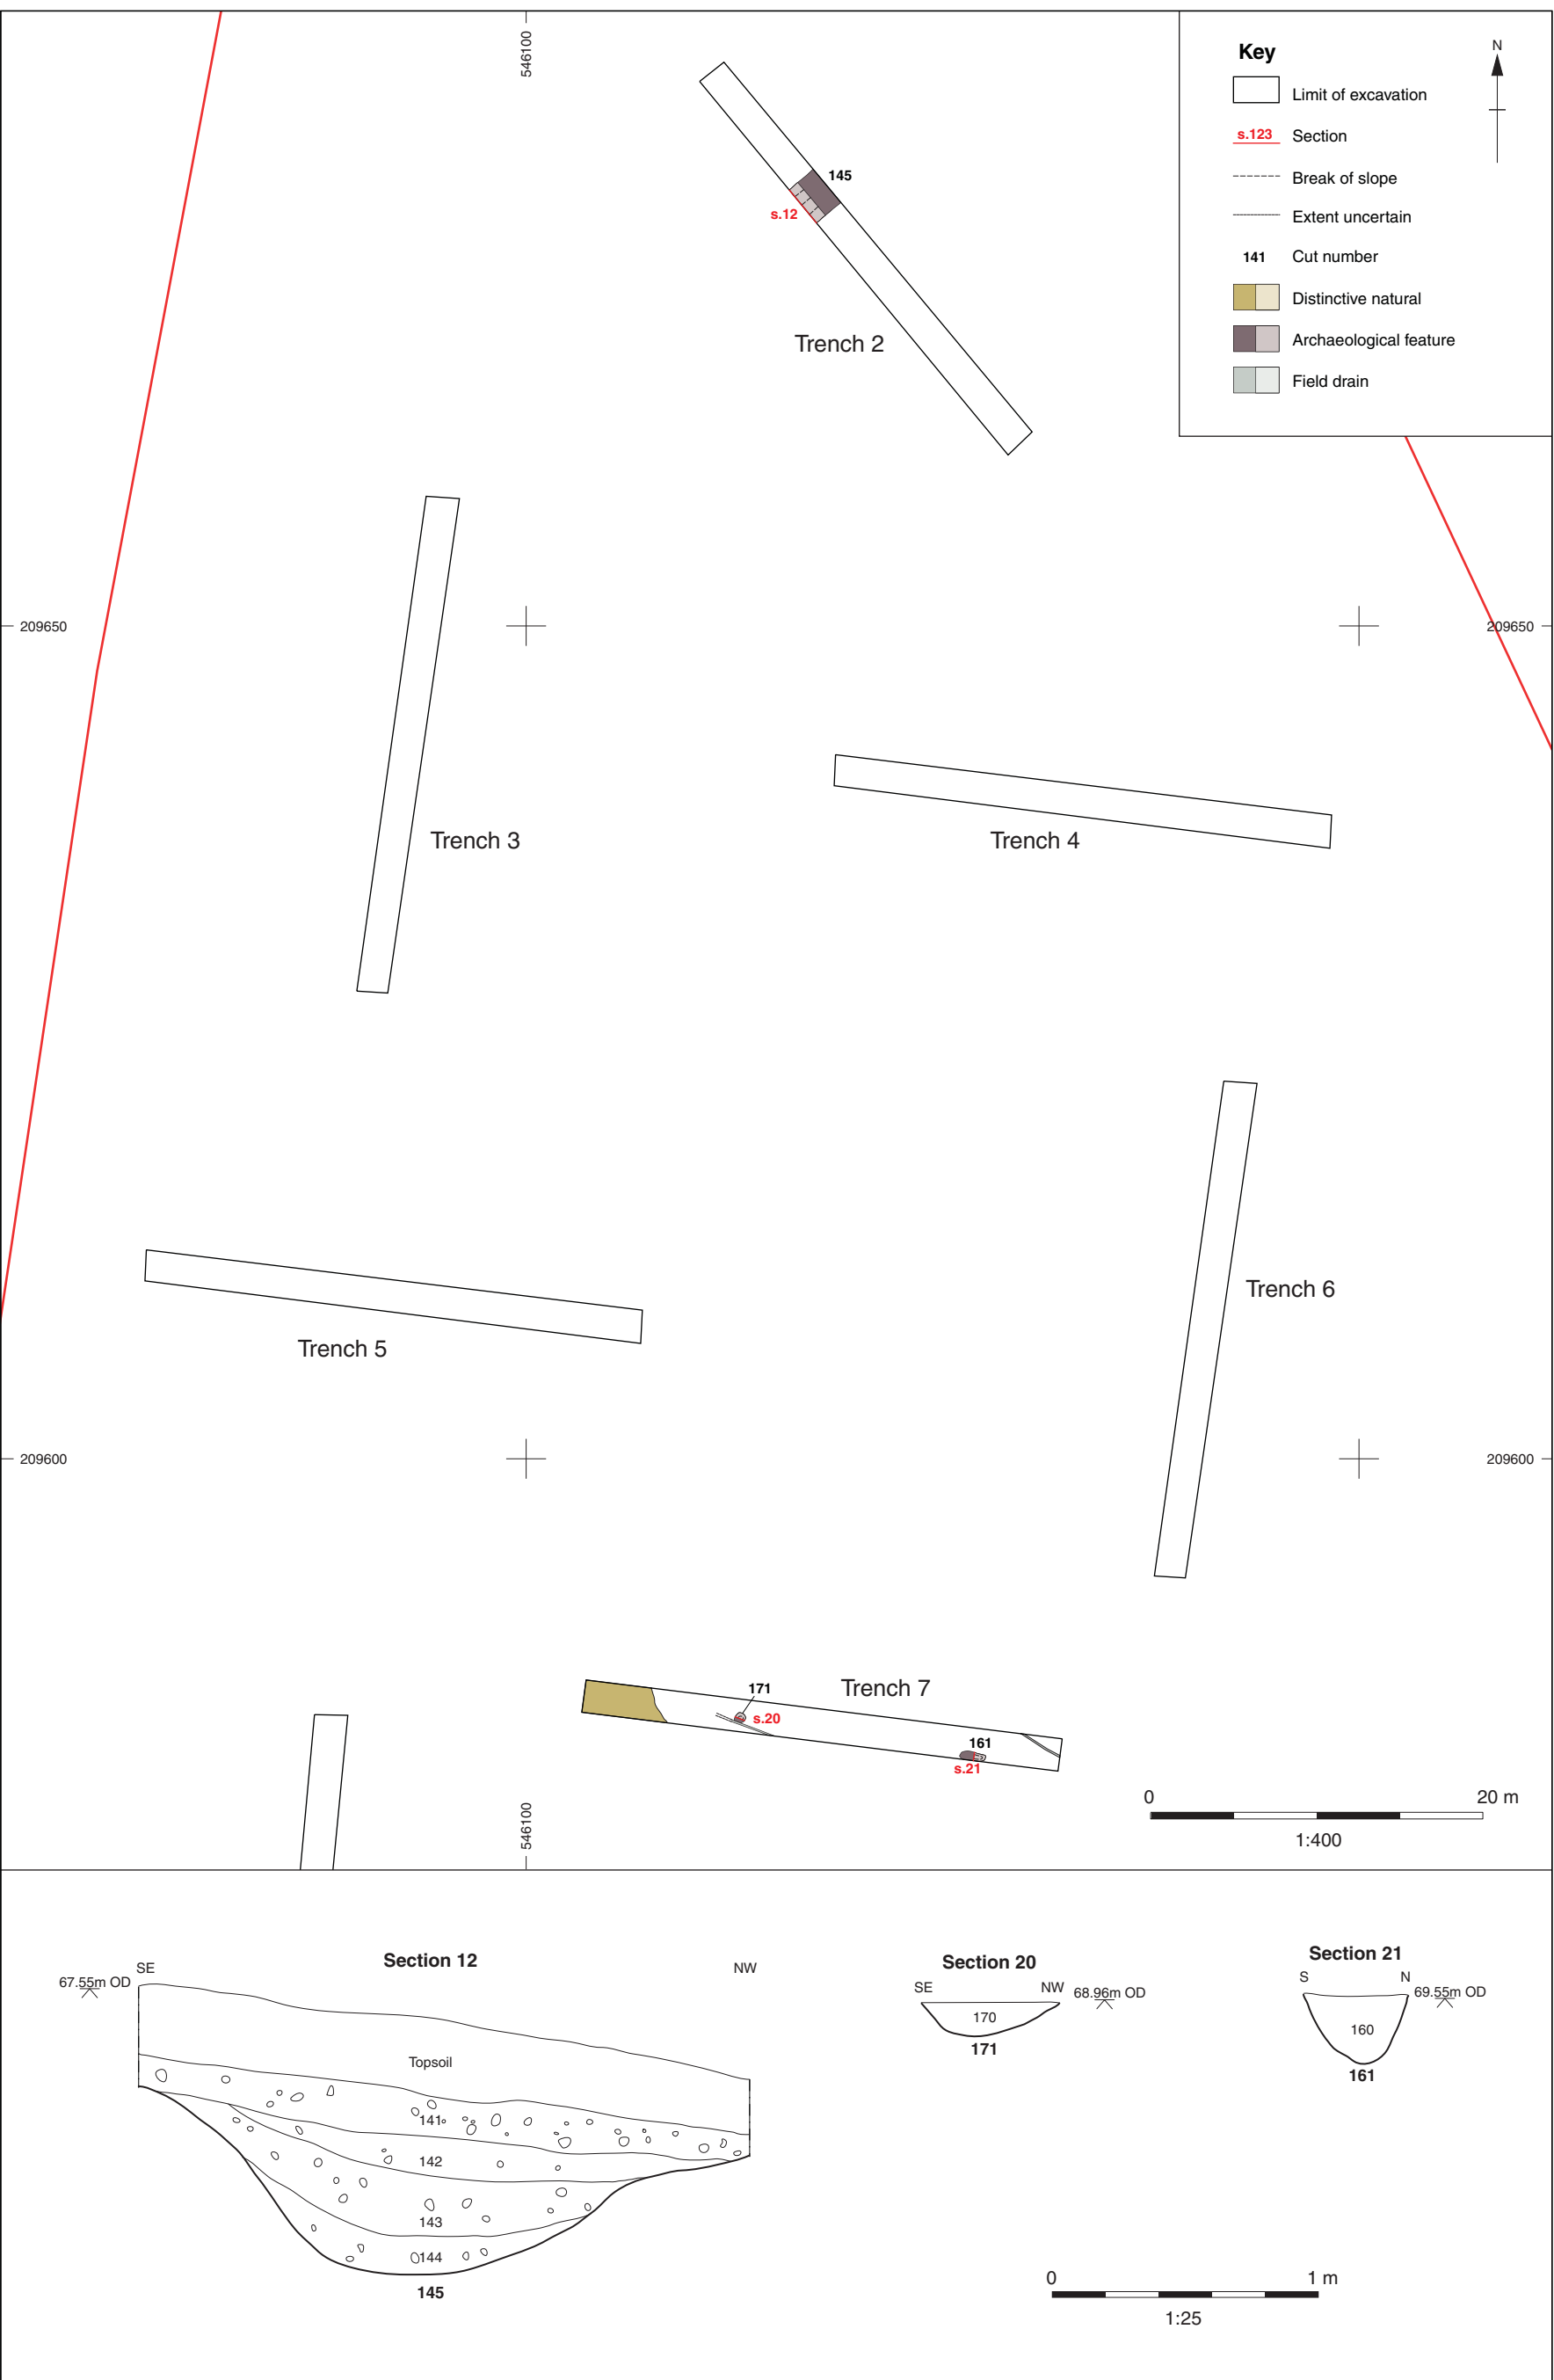 546100
Key
N
Limit of excavation
s.123 Section
Break of slope
Extent uncertain
141 Cut number
Distinctive natural
Archaeological feature
Field drain
145
s.12
Trench 2
209650
209650
Trench 3
Trench 4
Trench 6
Trench 5
209600
209600
171
Trench 7
s.20
161
s.21
546100
0 20 m
1:400
Section 12
SE
NW
67.55m OD
Topsoil
141
142
143
144
145
Section 20
SE
NW
68.96m OD
170
171
Section 21
S
N
69.55m OD
160
161
0 1 m
1:25